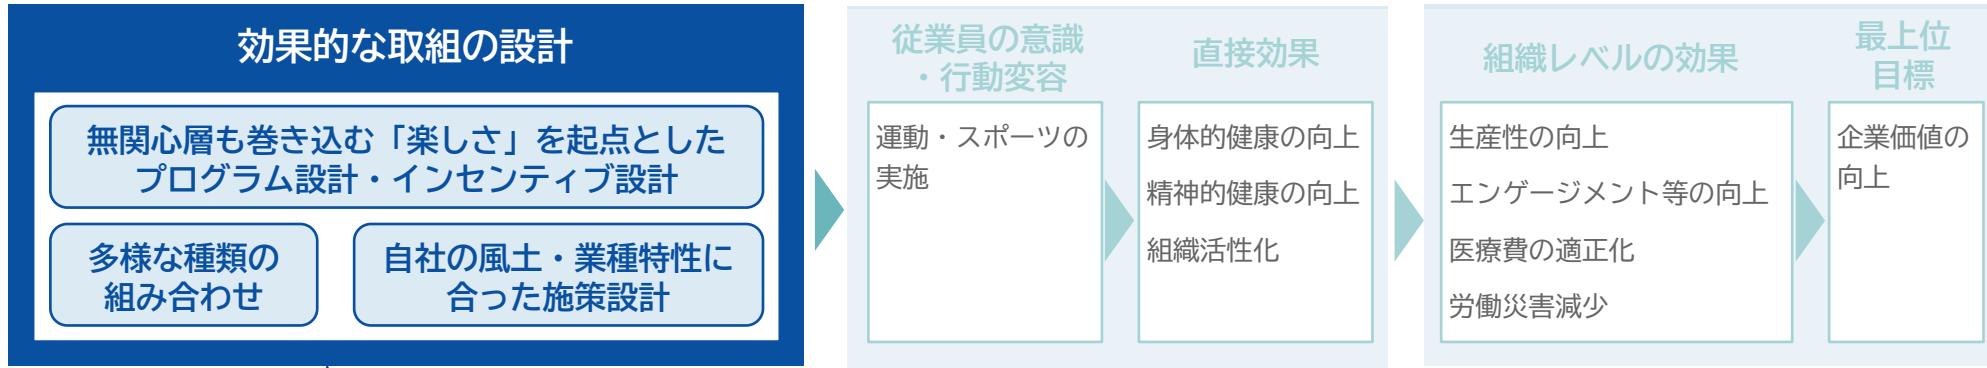 効果的な取組の設計
無関心層も巻き込む「楽しさ」を起点とした
プログラム設計・インセンティブ設計
多様な種類の
組み合わせ
自社の風土・業種特性に
合った施策設計
従業員の意識
・行動変容
運動・スポーツの
実施
直接効果
身体的健康の向上
精神的健康の向上
組織活性化
組織レベルの効果
生産性の向上
エンゲージメント等の向上
医療費の適正化
労働災害減少
最上位
目標
企業価値の
向上